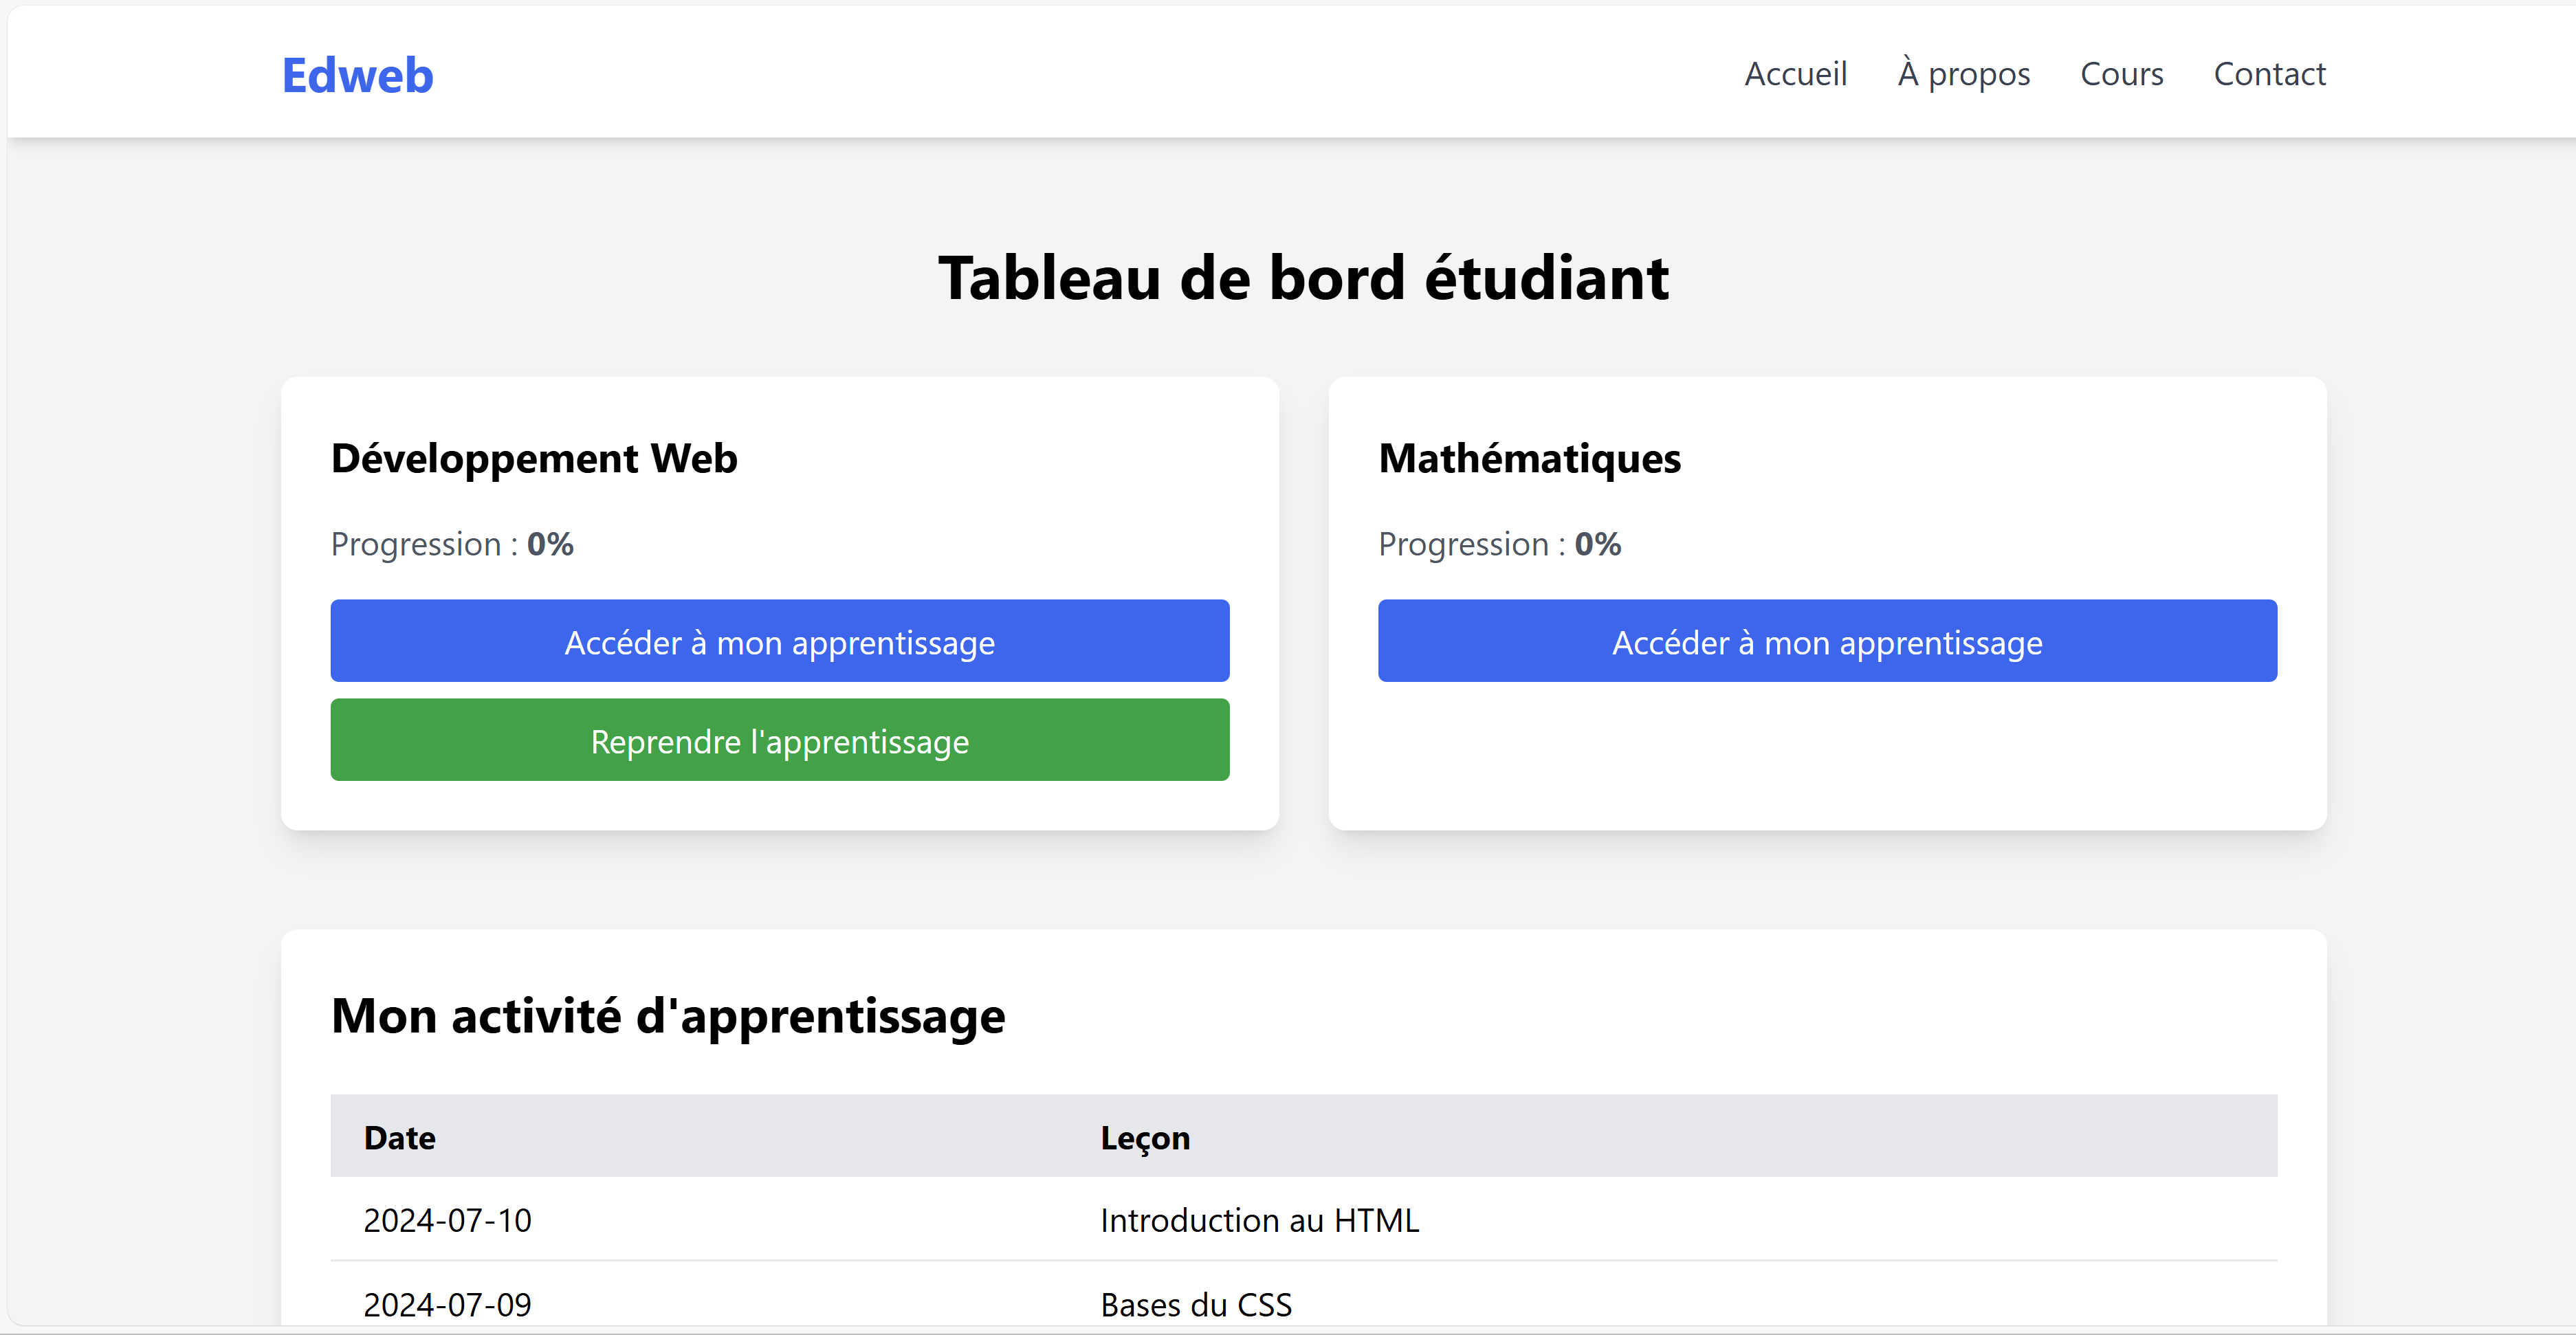 Edweb
Accueil À propos Cours Contact
Tableau de bord étudiant
Développement Web
Progression : 0%
Accéder à mon apprentissage
Reprendre l'apprentissage
Mathématiques
Progression : 0%
Accéder à mon apprentissage
Mon activité d'apprentissage
Date Leçon
2024-07-10 Introduction au HTML
2024-07-09 Bases du CSS